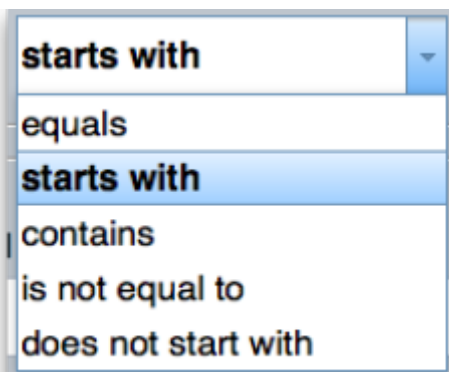 starts with
equals
starts with
contains
is not equal to
does not start with